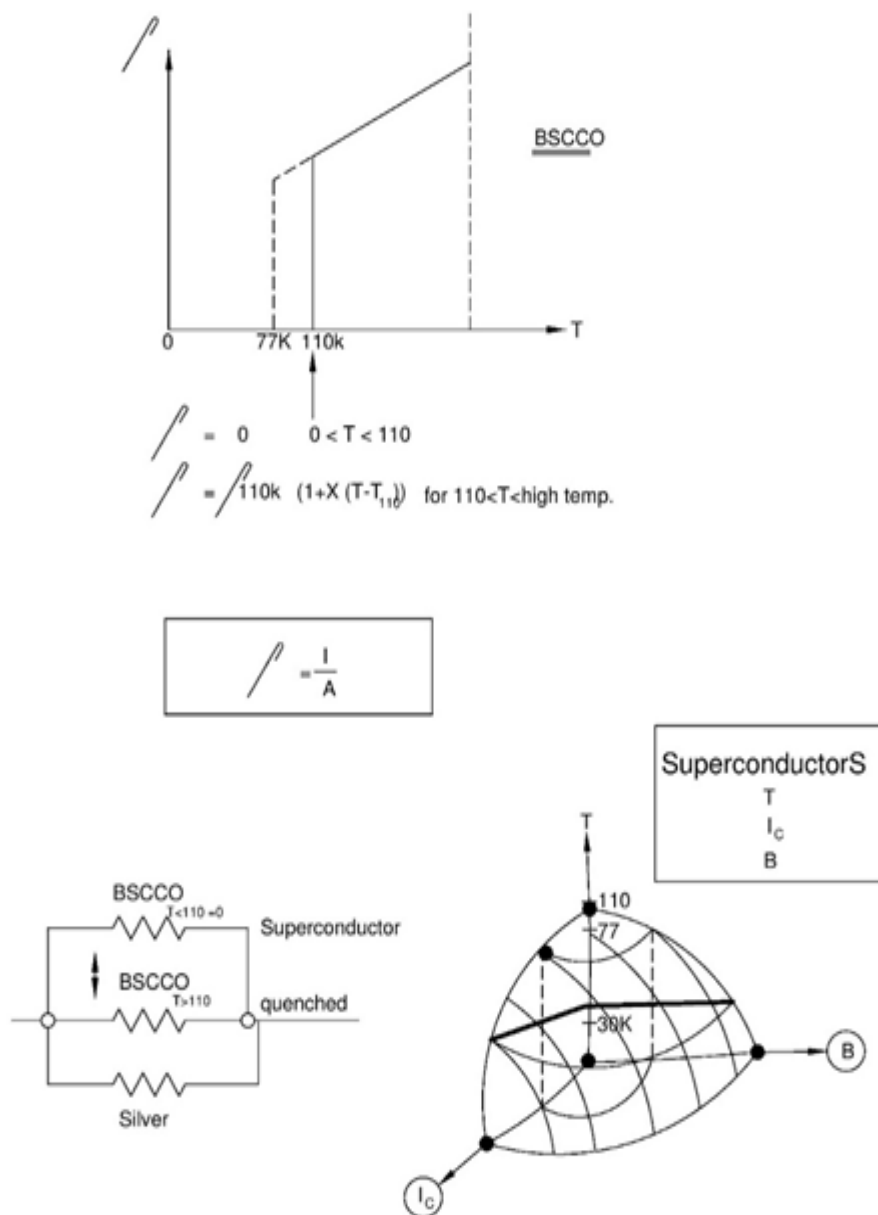 BSCCO
T
0 77K 110k
= 0 0 < T < 110
= 110k (1+X (T-T110)) for 110<T<high temp.
= I
A
SuperconductorS
T
IC
B
T
110
77
30K
B
IC
BSCCO
T<110 =0
Superconductor
BSCCO
T>110
quenched
Silver